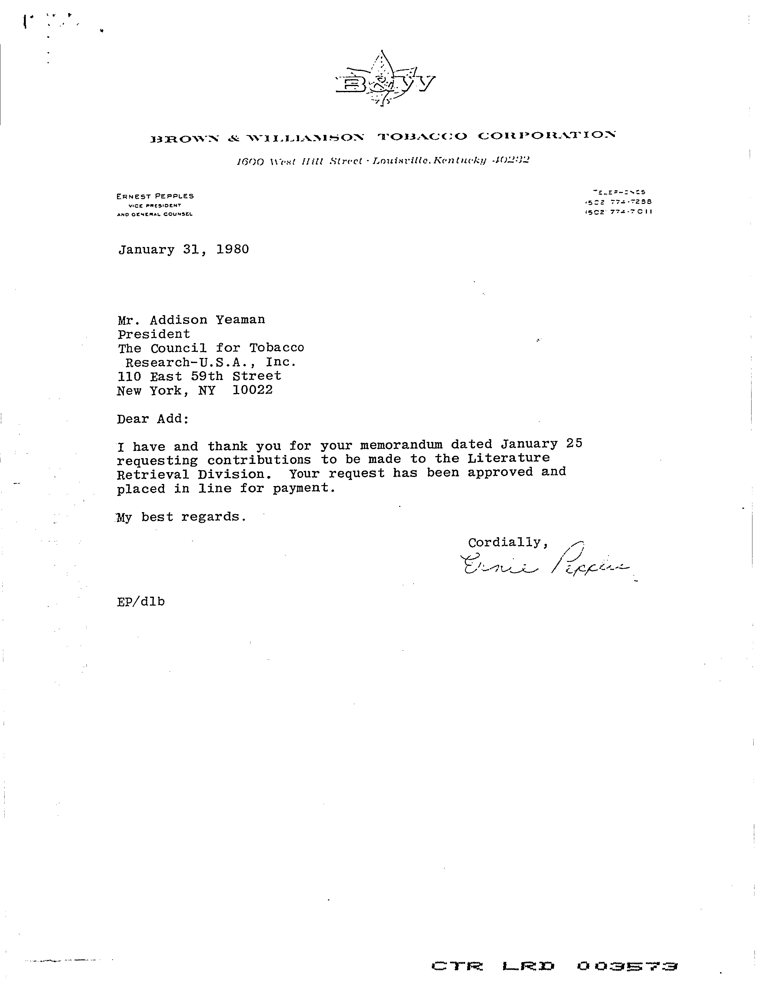 B&W
BROWN & WILLIAMSON TOBACCO CORPORATION
1600 West Hill Street · Louisville, Kentucky 40232
ERNEST PEPPLES
VICE PRESIDENT
AND GENERAL COUNSEL
TELEPHONES
(502) 774-7288
(502) 774-7011
January 31, 1980
Mr. Addison Yeaman
President
The Council for Tobacco
Research-U.S.A., Inc.
110 East 59th Street
New York, NY 10022
Dear Add:
I have and thank you for your memorandum dated January 25
requesting contributions to be made to the Literature
Retrieval Division. Your request has been approved and
placed in line for payment.
My best regards.
Cordially,
Ernie Pepples
EP/dlb
CTR LRD 003573